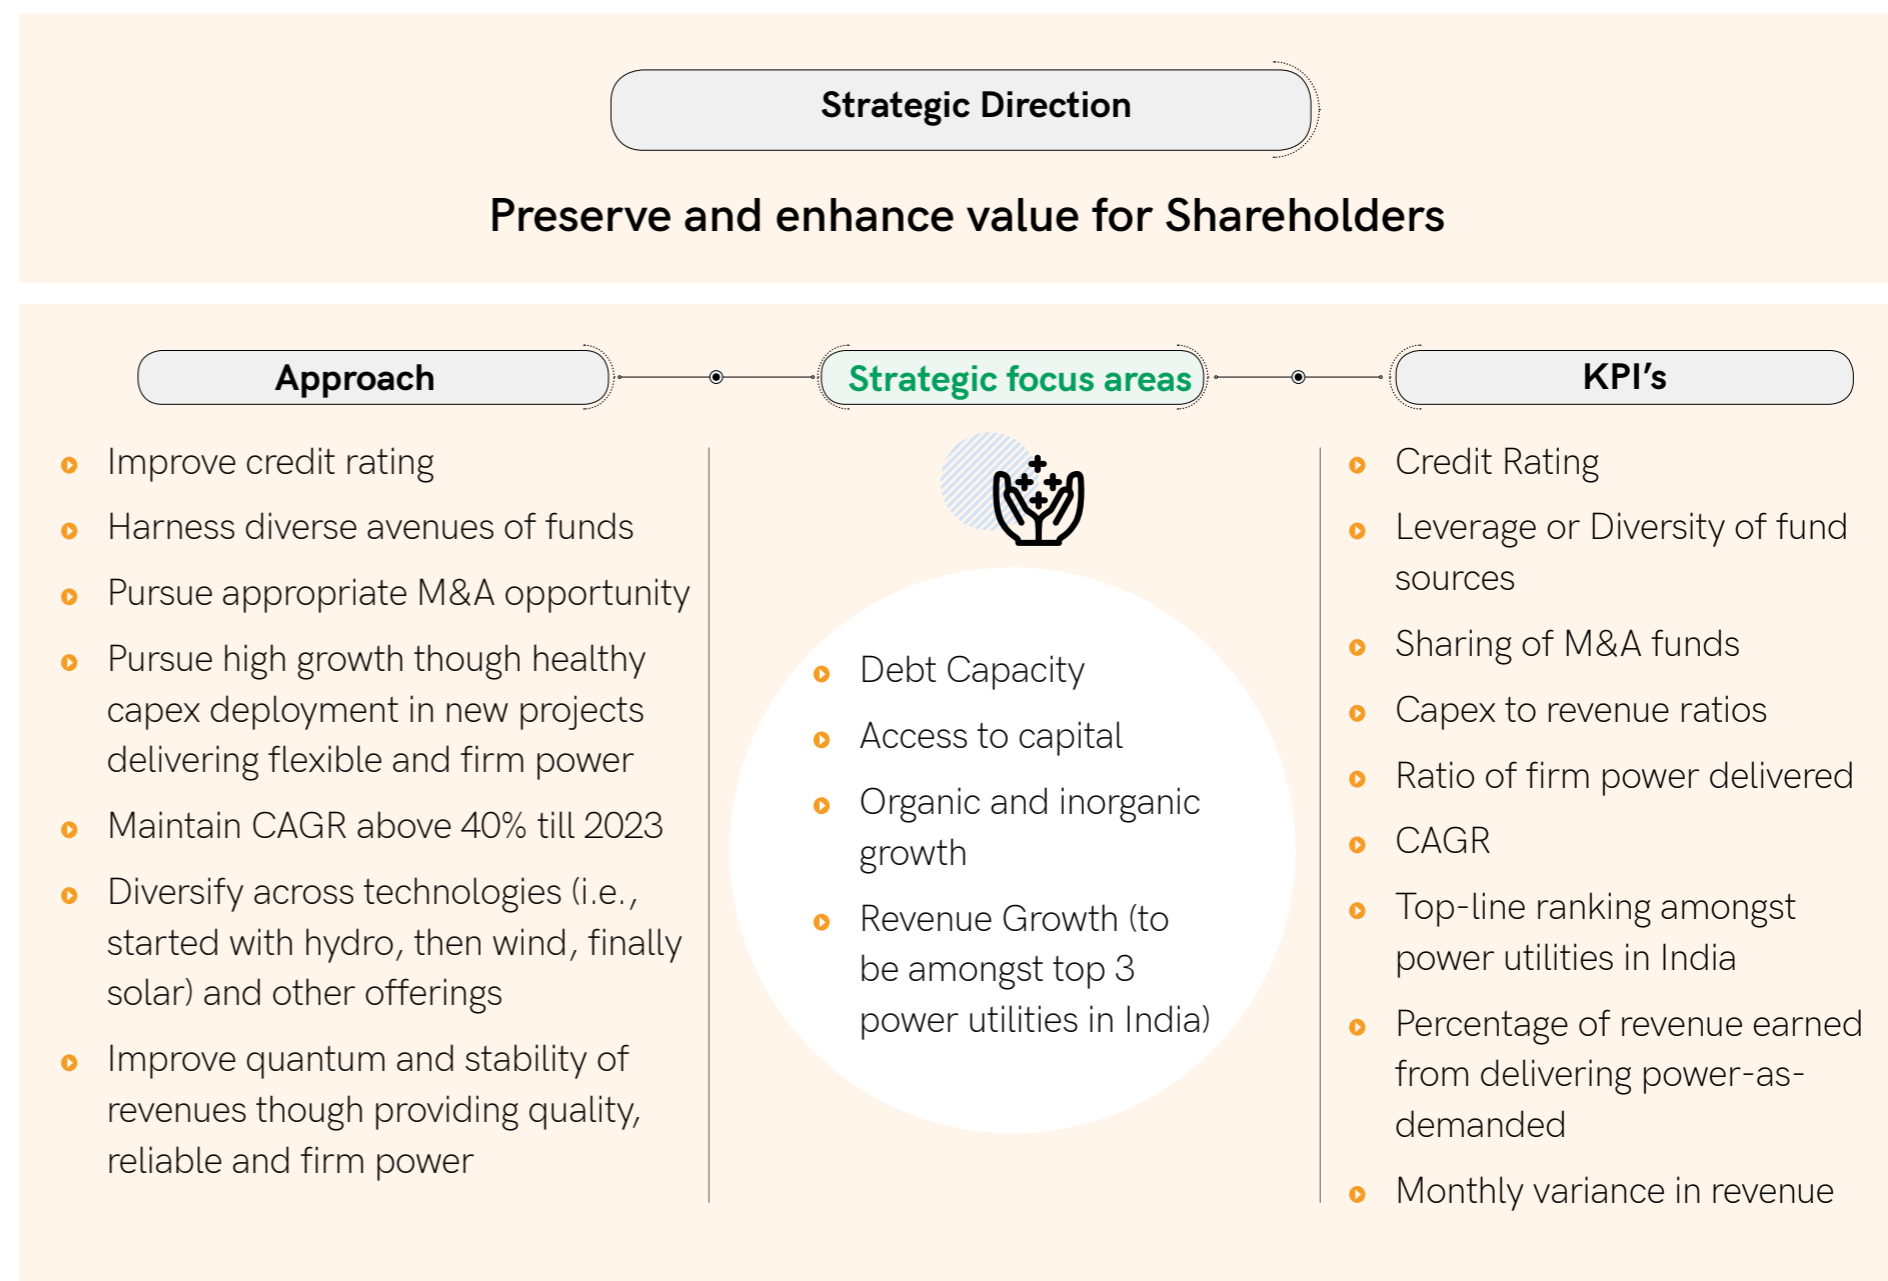 Strategic Direction
Preserve and enhance value for Shareholders
Approach
Improve credit rating
Harness diverse avenues of funds
Pursue appropriate M&A opportunity
Pursue high growth though healthy
capex deployment in new projects
delivering flexible and firm power
Maintain CAGR above 40% till 2023
Diversify across technologies (i.e.,
started with hydro, then wind, finally
solar) and other offerings
Improve quantum and stability of
revenues though providing quality,
reliable and firm power
Strategic focus areas
Debt Capacity
Access to capital
Organic and inorganic
growth
Revenue Growth (to
be amongst top 3
power utilities in India)
KPI’s
Credit Rating
Leverage or Diversity of fund
sources
Sharing of M&A funds
Capex to revenue ratios
Ratio of firm power delivered
CAGR
Top-line ranking amongst
power utilities in India
Percentage of revenue earned
from delivering power-as-
demanded
Monthly variance in revenue